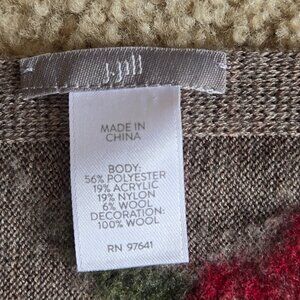 J.Jill
MADE IN
CHINA
BODY:
56% POLYESTER
19% ACRYLIC
19% NYLON
6% WOOL
DECORATION:
100% WOOL
RN 97641